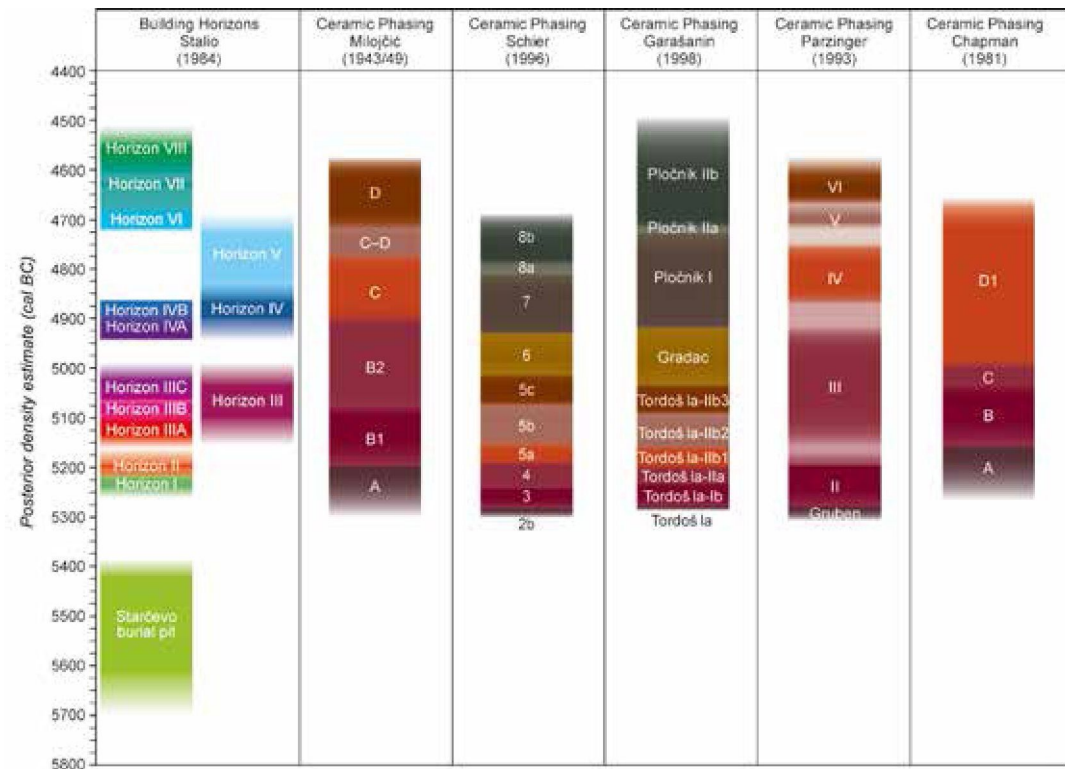 Building Horizons
Stalio
(1984)
Ceramic Phasing
Milojčić
(1943/49)
Ceramic Phasing
Schier
(1996)
Ceramic Phasing
Garašanin
(1998)
Ceramic Phasing
Parzinger
(1993)
Ceramic Phasing
Chapman
(1981)
Posterior density estimate (cal BC)
4400
4500
4600
4700
4800
4900
5000
5100
5200
5300
5400
5500
5600
5700
5800
Horizon VIII
Horizon VII
Horizon VI
Horizon IVB
Horizon IVA
Horizon IIIC
Horizon IIIB
Horizon IIIA
Horizon II
Horizon I
Starčevo
burial pit
Horizon V
Horizon IV
Horizon III
D
C–D
C
B2
B1
A
8b
8a
7
6
5c
5b
5a
4
3
2b
Pločnik IIb
Pločnik IIa
Pločnik I
Gradac
Tordoš Ia-IIb3
Tordoš Ia-IIb2
Tordoš Ia-IIb1
Tordoš Ia-IIa
Tordoš Ia-Ib
Tordoš Ia
VI
V
IV
III
II
Gruben
D1
C
B
A